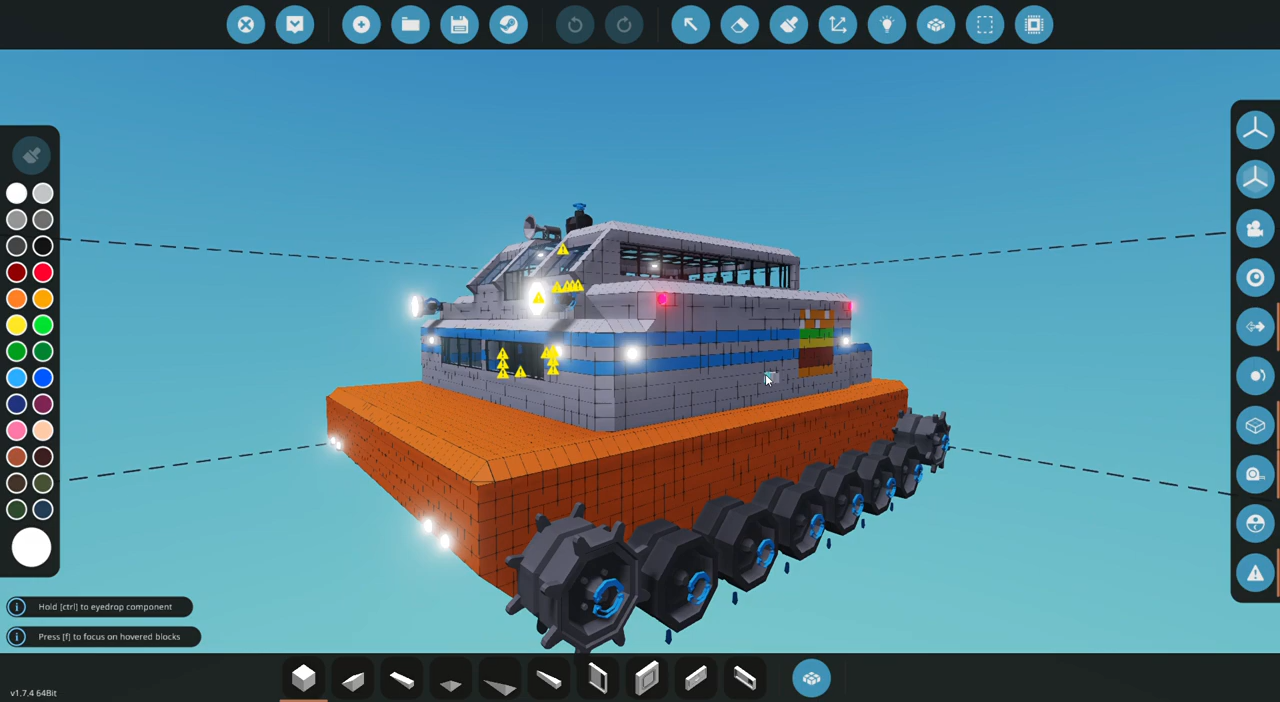 Hold [ctrl] to eyedrop component
Press [f] to focus on hovered blocks
v1.7.4 64Bit